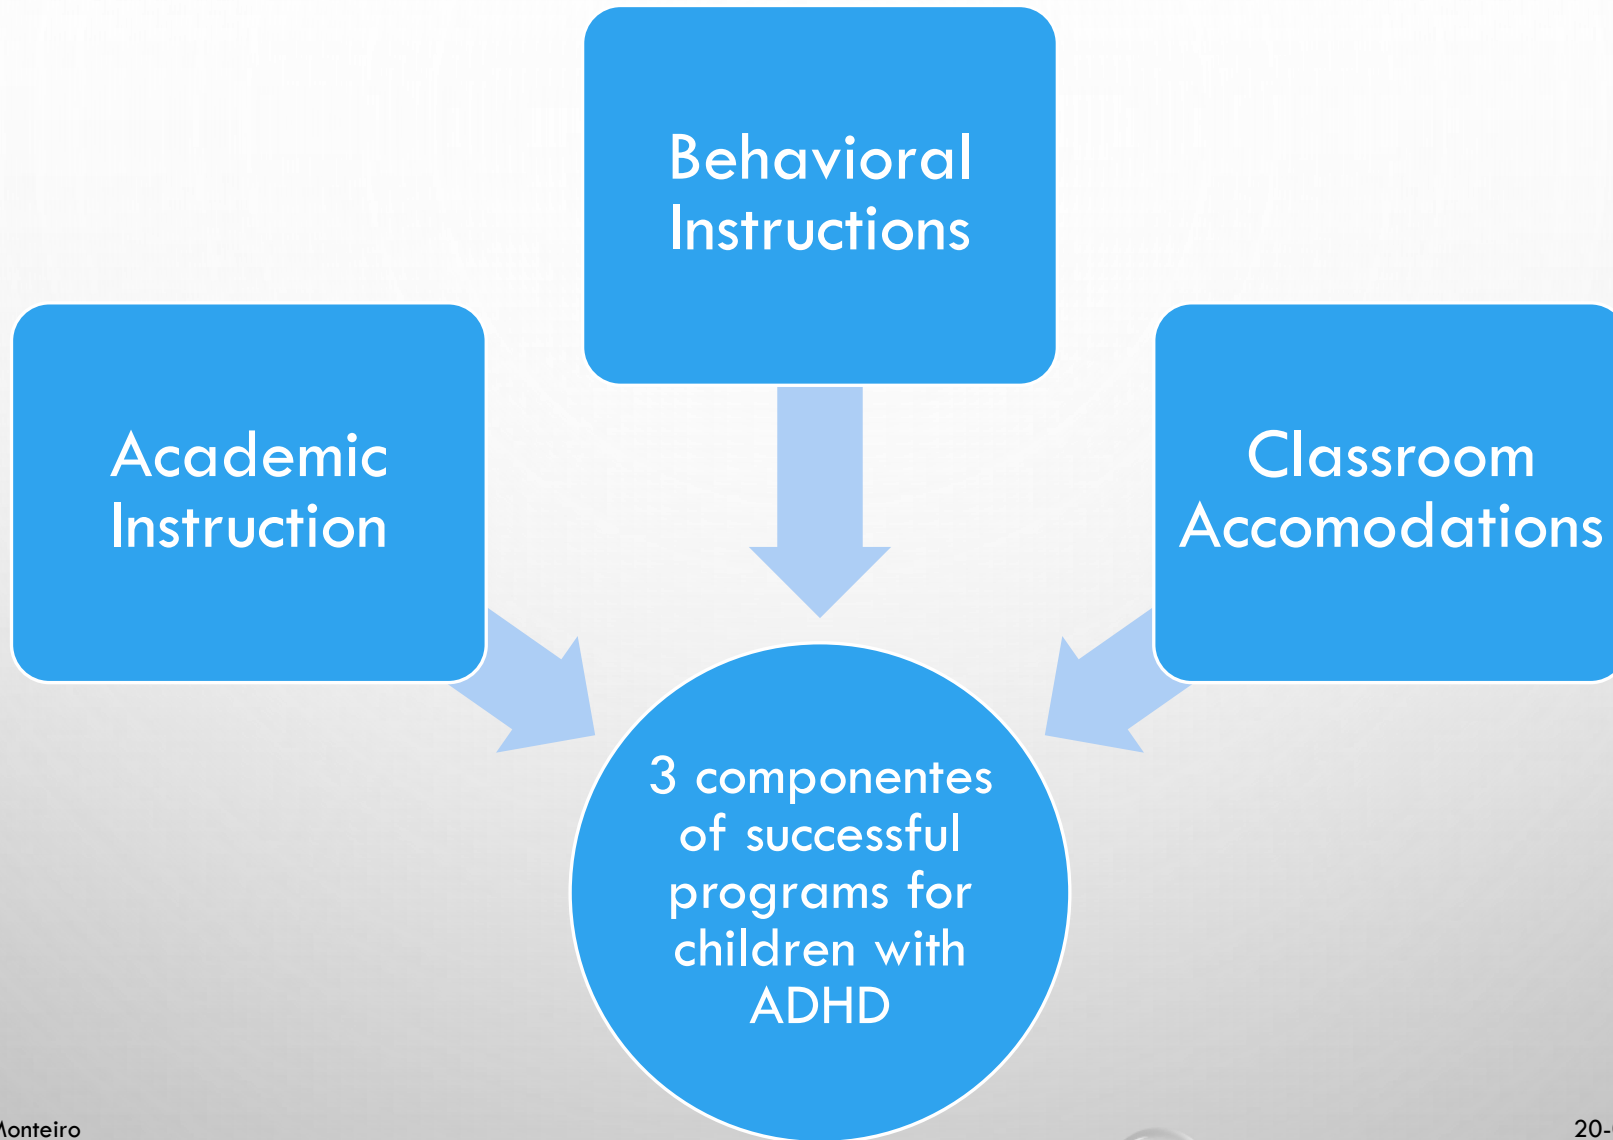 Behavioral
Instructions
Academic
Instruction
Classroom
Accomodations
3 componentes
of successful
programs for
children with
ADHD